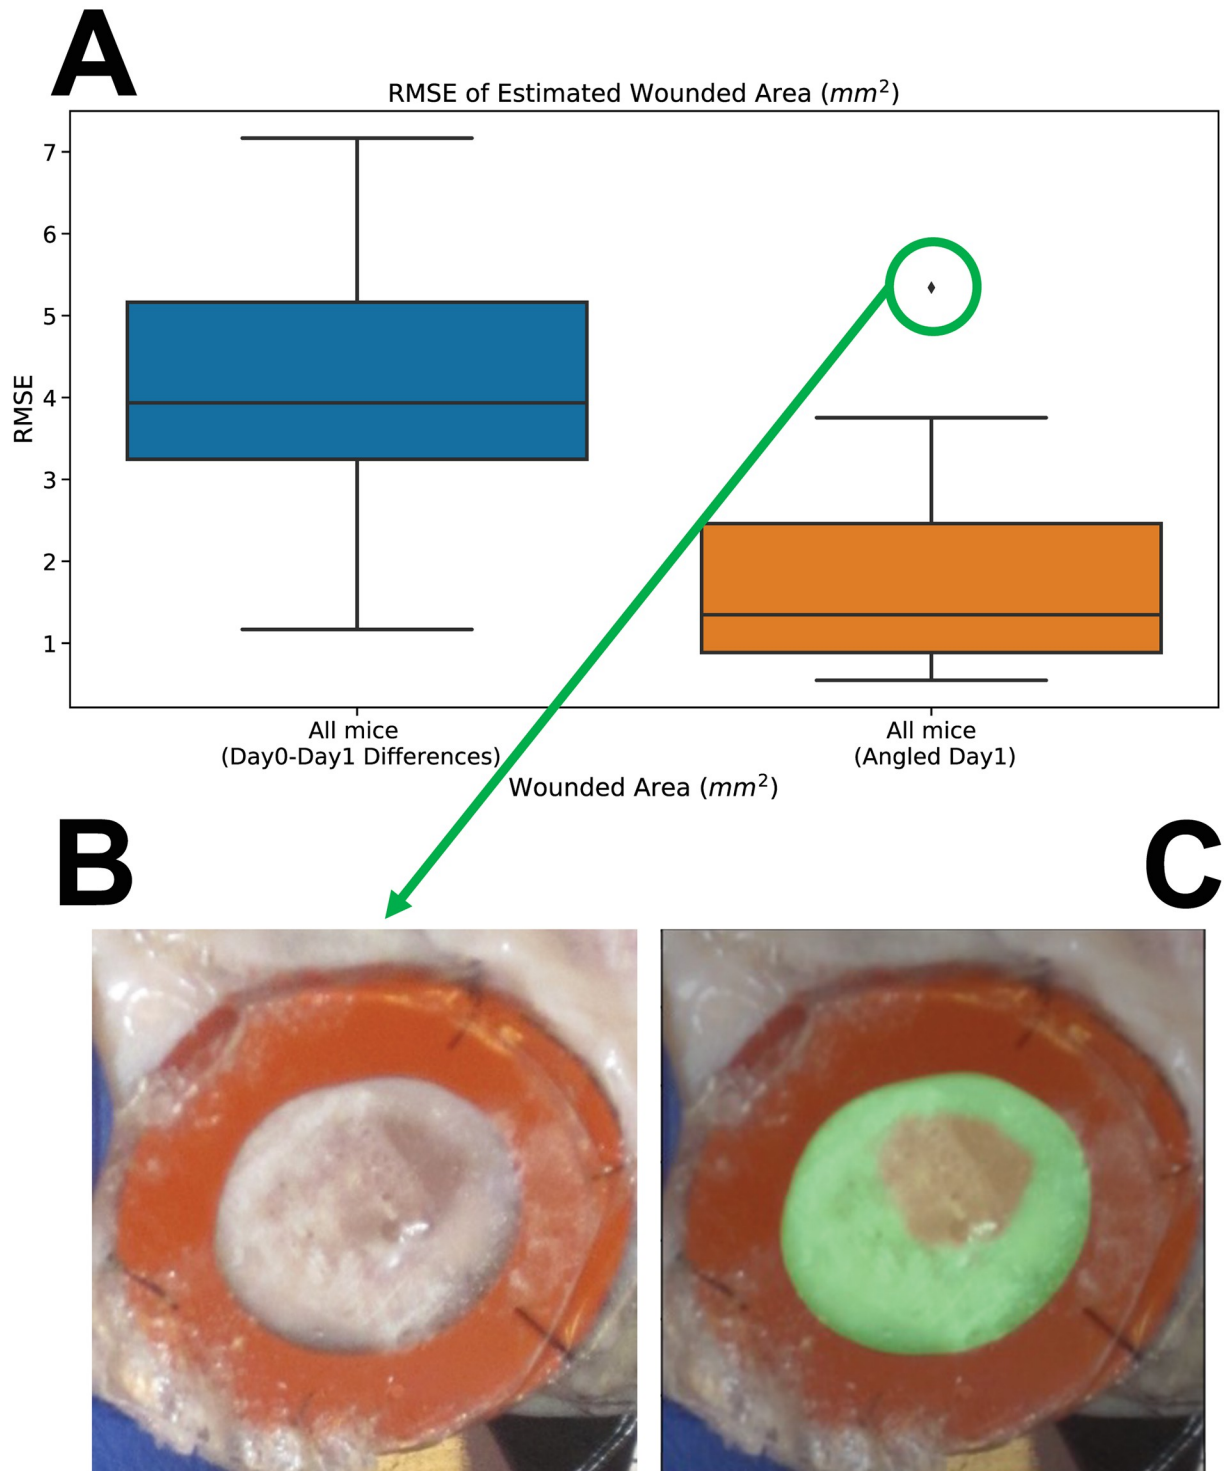 A
RMSE of Estimated Wounded Area (mm²)
RMSE
7
6
5
4
3
2
1
All mice
(Day0-Day1 Differences)
All mice
(Angled Day1)
Wounded Area (mm²)
B
C